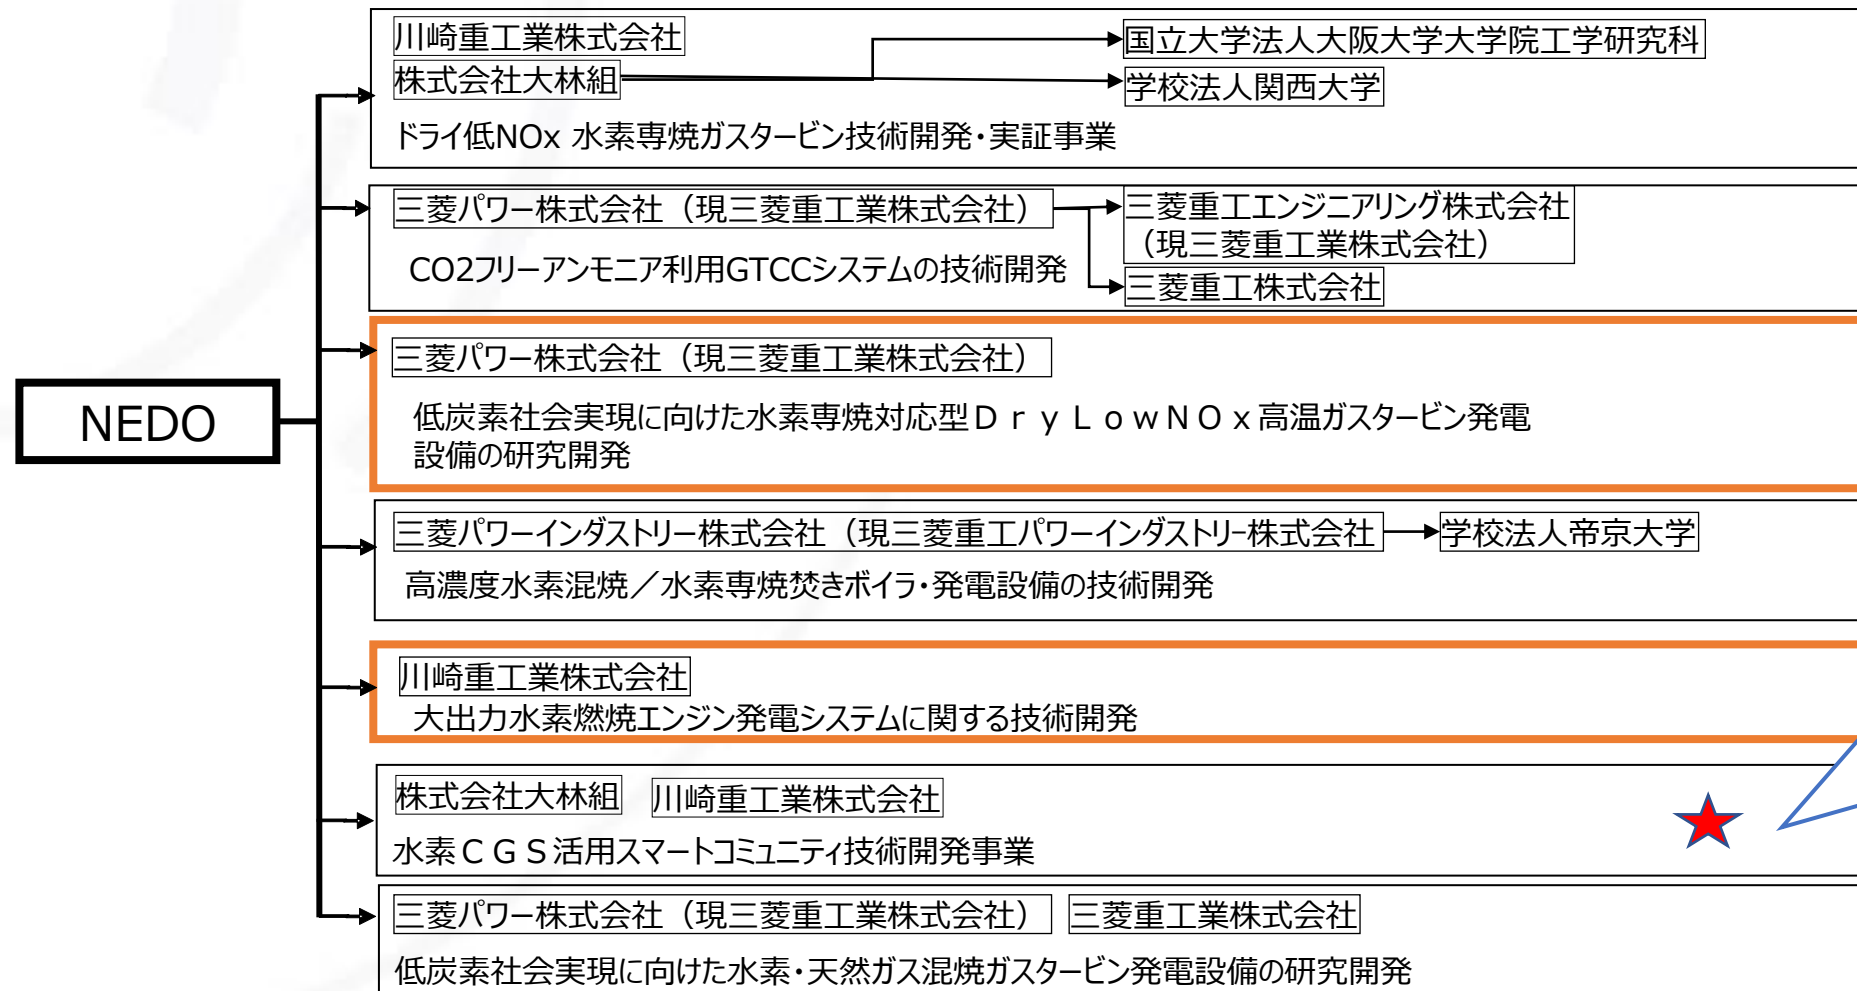 川崎重工業株式会社
国立大学法人大阪大学大学院工学研究科
株式会社大林組
学校法人関西大学
ドライ低NOx 水素専焼ガスタービン技術開発・実証事業
三菱パワー株式会社（現三菱重工業株式会社）
三菱重工エンジニアリング株式会社
（現三菱重工業株式会社）
CO2フリーアンモニア利用GTCCシステムの技術開発
三菱重工株式会社
三菱パワー株式会社（現三菱重工業株式会社）
NEDO
低炭素社会実現に向けた水素専焼対応型ＤｒｙＬｏｗＮＯｘ高温ガスタービン発電
設備の研究開発
三菱パワーインダストリー株式会社（現三菱重工パワーインダストリｰ株式会社
学校法人帝京大学
高濃度水素混焼／水素専焼焚きボイラ・発電設備の技術開発
川崎重工業株式会社
大出力水素燃焼エンジン発電システムに関する技術開発
株式会社大林組
川崎重工業株式会社
水素ＣＧＳ活用スマートコミュニティ技術開発事業
三菱パワー株式会社（現三菱重工業株式会社）
三菱重工業株式会社
低炭素社会実現に向けた水素・天然ガス混焼ガスタービン発電設備の研究開発